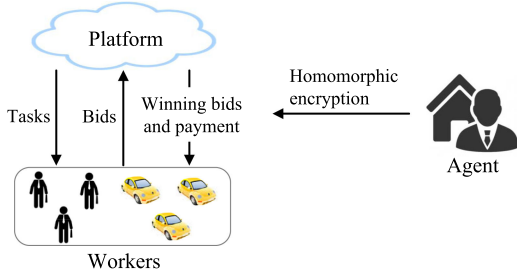 Platform
Homomorphic
encryption
Tasks
Bids
Winning bids
and payment
Agent
Workers